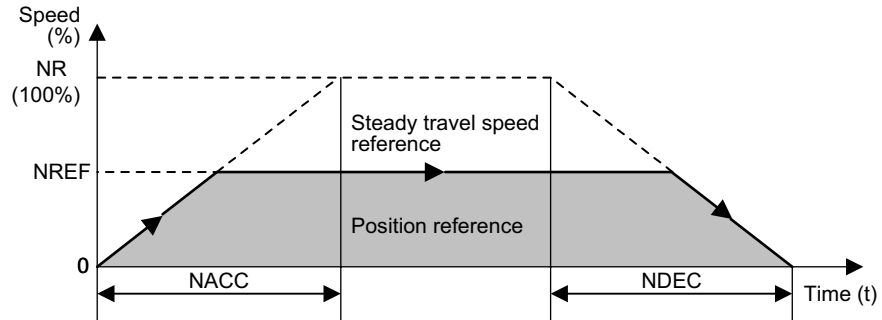 Speed
(%)
NR
(100%)
Steady travel speed
reference
NREF
Position reference
0
NACC
NDEC
Time (t)